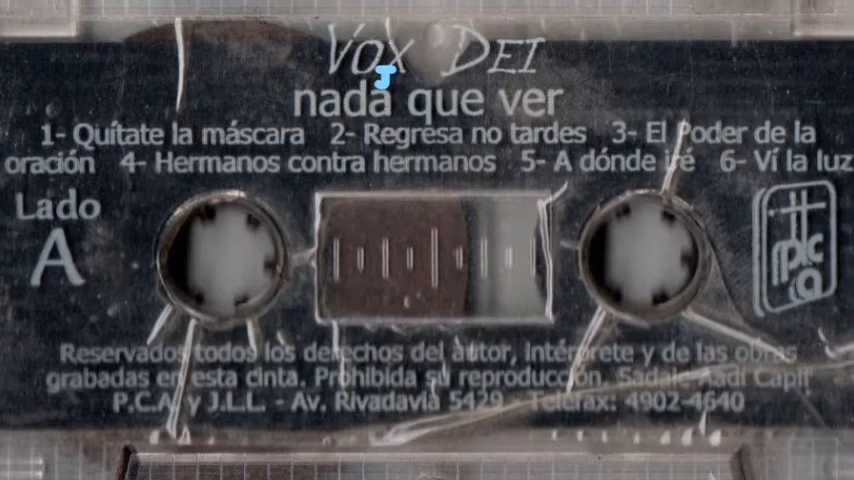 VOX DEI
J
nada que ver
1- Quítate la máscara 2- Regresa no tardes 3- El Poder de la
oración 4- Hermanos contra hermanos 5- A dónde iré 6- Ví la luz
Lado
A
Reservados todos los derechos del autor, intérprete y de las obras
grabadas en esta cinta. Prohibida su reproducción. Sadaic Aadi Capif
P.C.A. y J.L.L. - Av. Rivadavia 5429 Telefax: 4902-4640